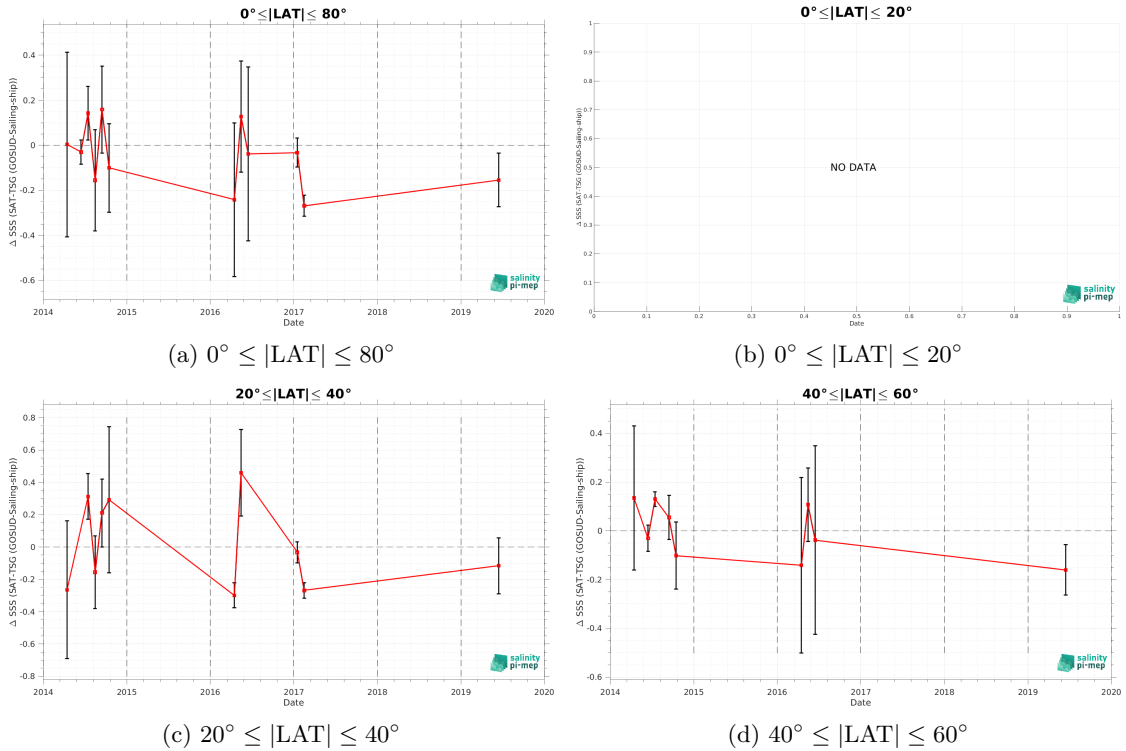 0°≤|LAT|≤ 80°
Δ SSS (SAT-TSG (GOSUD-Sailing-ship))
0.4
0.2
0
-0.2
-0.4
-0.6
2014 2015 2016 2017 2018 2019 2020
Date
salinity
pi-mep
(a) 0° ≤ |LAT| ≤ 80°
0°≤|LAT|≤ 20°
Δ SSS (SAT-TSG (GOSUD-Sailing-ship))
1
0.9
0.8
0.7
0.6
0.5
0.4
0.3
0.2
0.1
0
NO DATA
0 0.1 0.2 0.3 0.4 0.5 0.6 0.7 0.8 0.9 1
Date
salinity
pi-mep
(b) 0° ≤ |LAT| ≤ 20°
20°≤|LAT|≤ 40°
Δ SSS (SAT-TSG (GOSUD-Sailing-ship))
0.8
0.6
0.4
0.2
0
-0.2
-0.4
-0.6
-0.8
2014 2015 2016 2017 2018 2019 2020
Date
salinity
pi-mep
(c) 20° ≤ |LAT| ≤ 40°
40°≤|LAT|≤ 60°
Δ SSS (SAT-TSG (GOSUD-Sailing-ship))
0.4
0.2
0
-0.2
-0.4
-0.6
2014 2015 2016 2017 2018 2019 2020
Date
salinity
pi-mep
(d) 40° ≤ |LAT| ≤ 60°